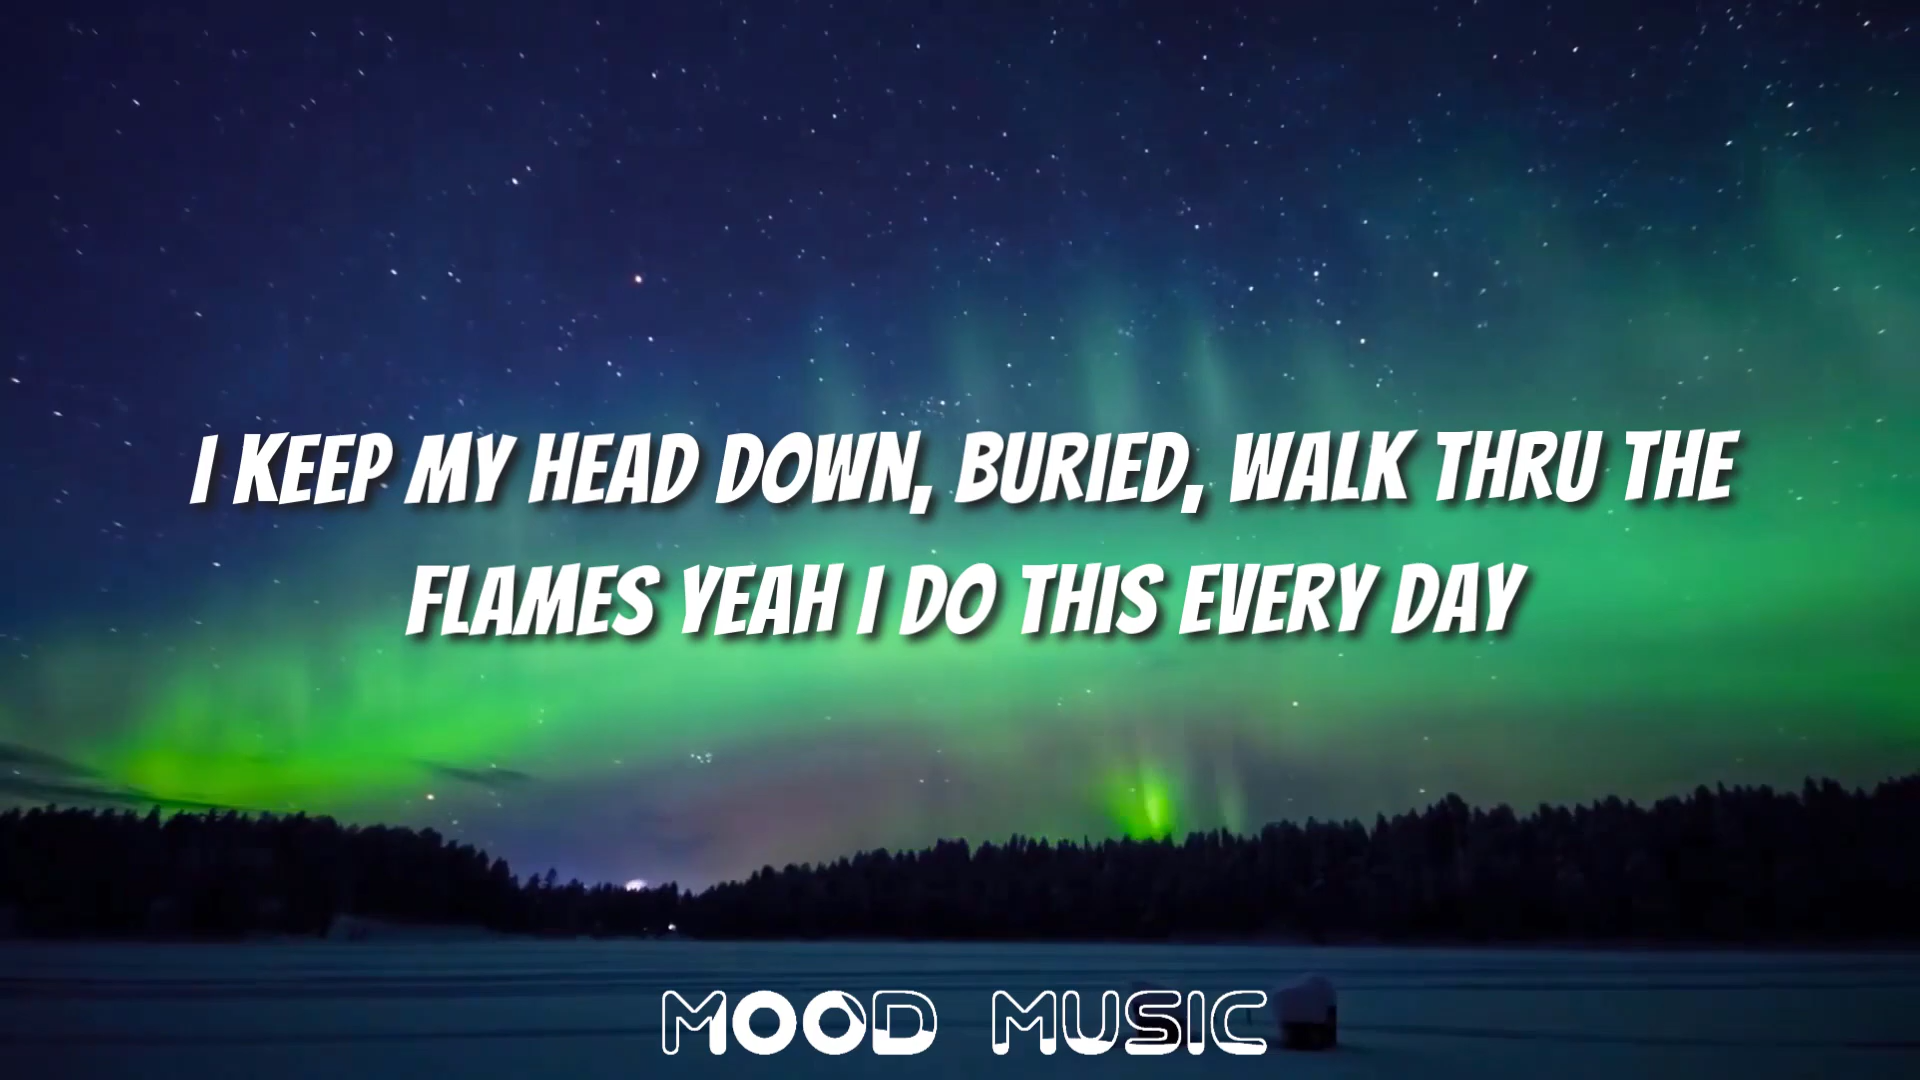 I KEEP MY HEAD DOWN, BURIED, WALK THRU THE
FLAMES YEAH I DO THIS EVERY DAY
MOOD MUSIC